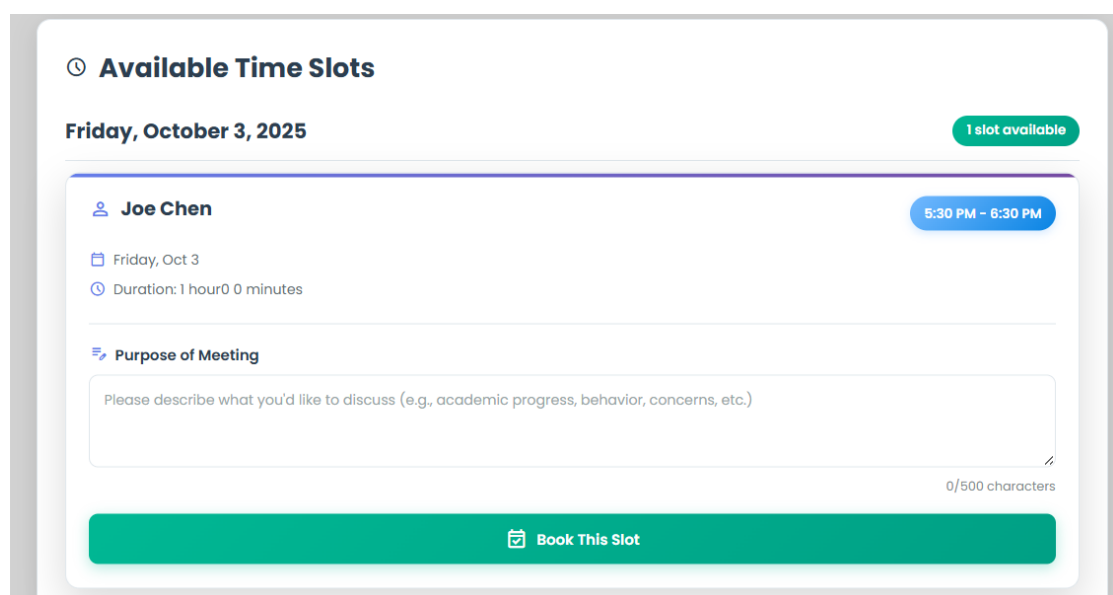 Available Time Slots
Friday, October 3, 2025
1 slot available
Joe Chen
5:30 PM - 6:30 PM
Friday, Oct 3
Duration: 1 hour0 0 minutes
Purpose of Meeting
Please describe what you'd like to discuss (e.g., academic progress, behavior, concerns, etc.)
0/500 characters
Book This Slot